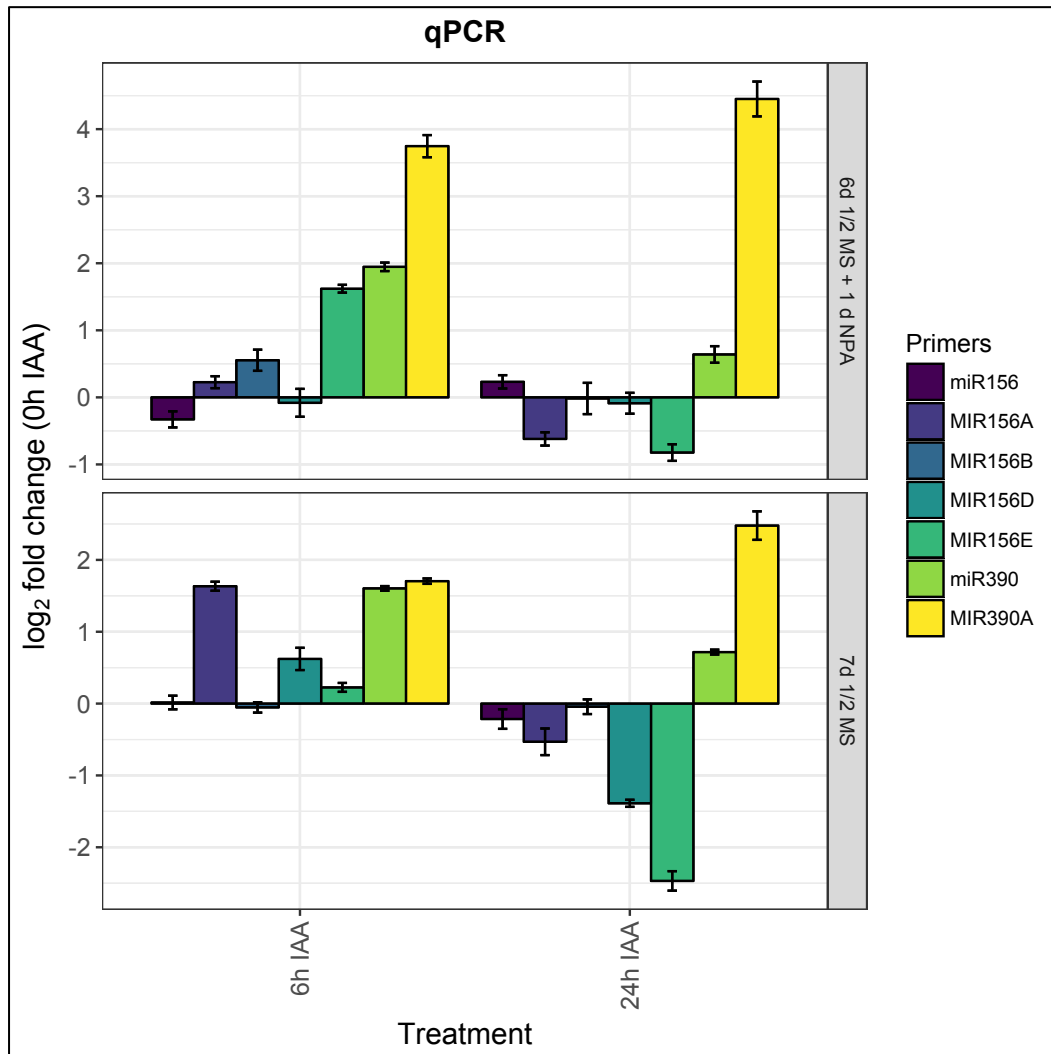 qPCR
log₂ fold change (0h IAA)
4
3
2
1
0
-1
6d 1/2 MS + 1 d NPA
2
1
0
-1
-2
7d 1/2 MS
6h IAA
24h IAA
Treatment
Primers
miR156
MIR156A
MIR156B
MIR156D
MIR156E
miR390
MIR390A